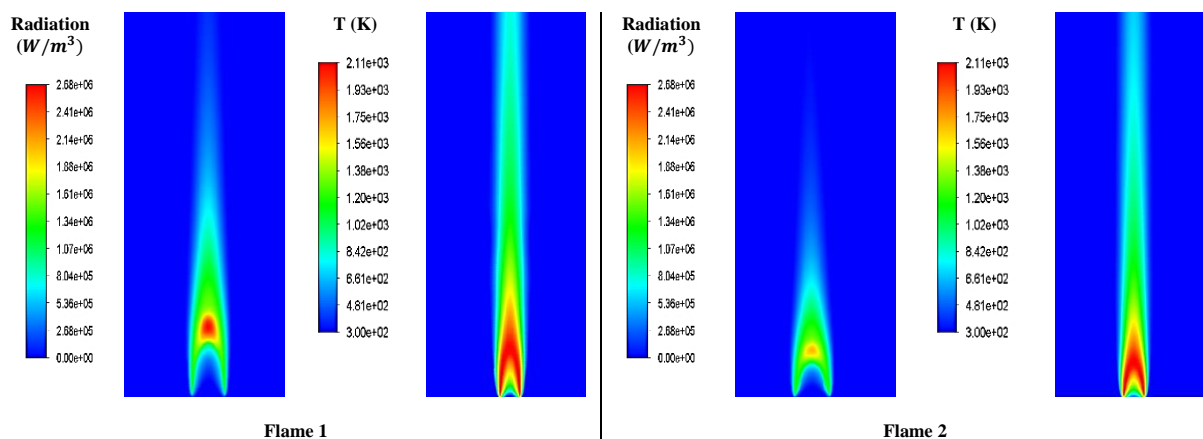 Radiation
(W/m³)
2.68e+06
2.41e+06
2.14e+06
1.88e+06
1.61e+06
1.34e+06
1.07e+06
8.04e+05
5.36e+05
2.68e+05
0.00e+00
T (K)
2.11e+03
1.93e+03
1.75e+03
1.56e+03
1.38e+03
1.20e+03
1.02e+03
8.42e+02
6.61e+02
4.81e+02
3.00e+02
Flame 1
Radiation
(W/m³)
2.68e+06
2.41e+06
2.14e+06
1.88e+06
1.61e+06
1.34e+06
1.07e+06
8.04e+05
5.36e+05
2.68e+05
0.00e+00
T (K)
2.11e+03
1.93e+03
1.75e+03
1.56e+03
1.38e+03
1.20e+03
1.02e+03
8.42e+02
6.61e+02
4.81e+02
3.00e+02
Flame 2